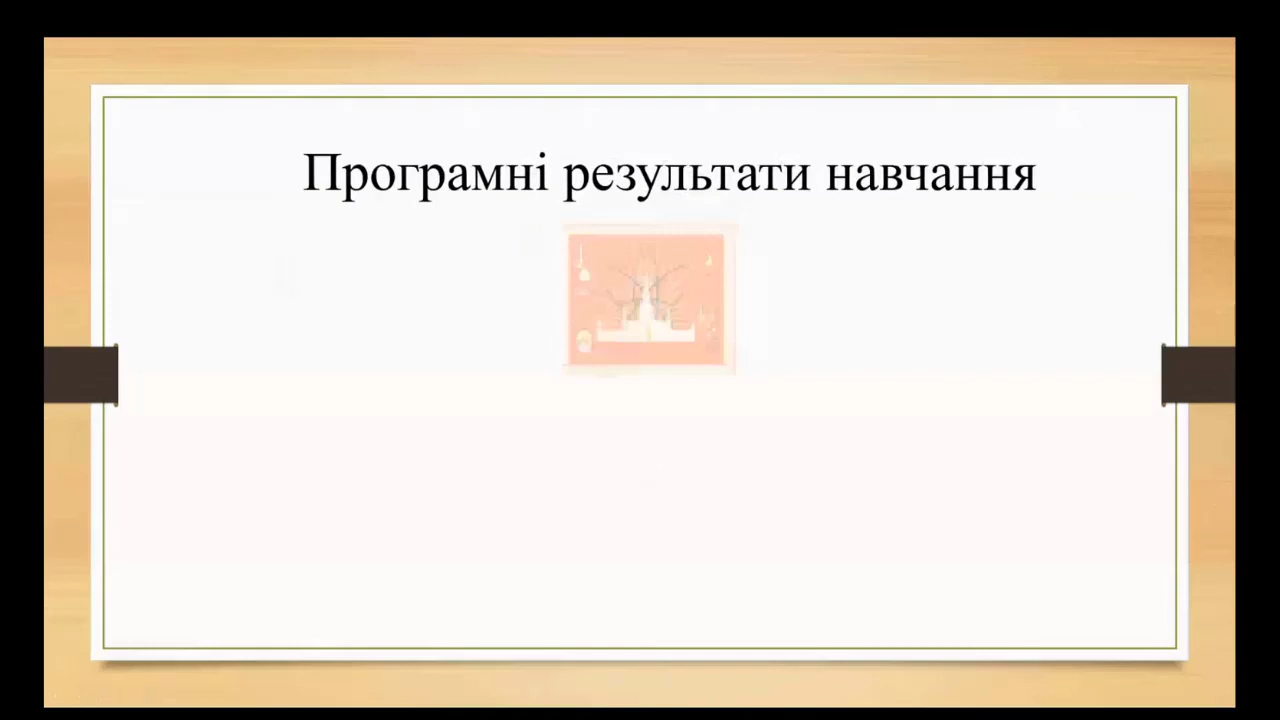 Програмні результати навчання